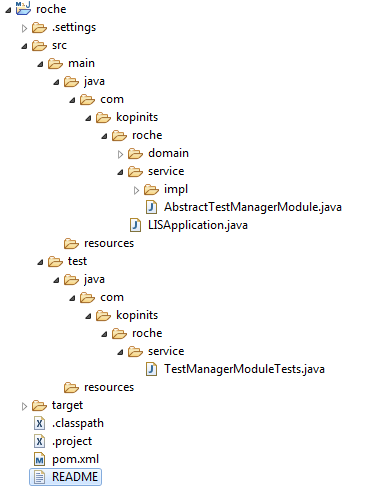 roche
.settings
src
main
java
com
kopinits
roche
domain
service
impl
AbstractTestManagerModule.java
LISApplication.java
resources
test
java
com
kopinits
roche
service
TestManagerModuleTests.java
resources
target
.classpath
.project
pom.xml
README